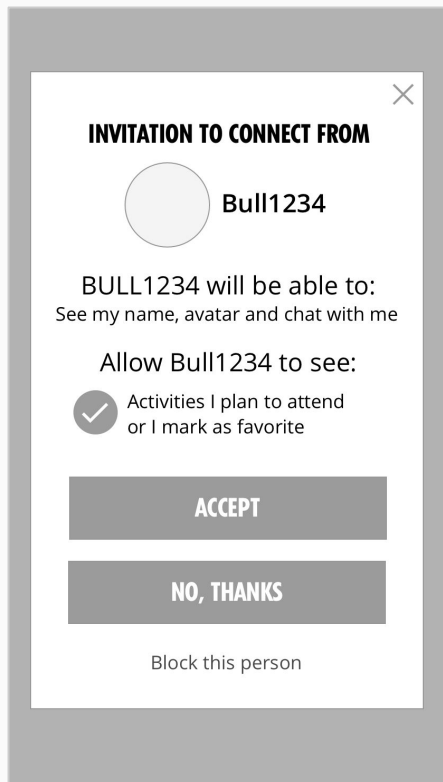 INVITATION TO CONNECT FROM
Bull1234
BULL1234 will be able to:
See my name, avatar and chat with me
Allow Bull1234 to see:
Activities I plan to attend
or I mark as favorite
ACCEPT
NO, THANKS
Block this person